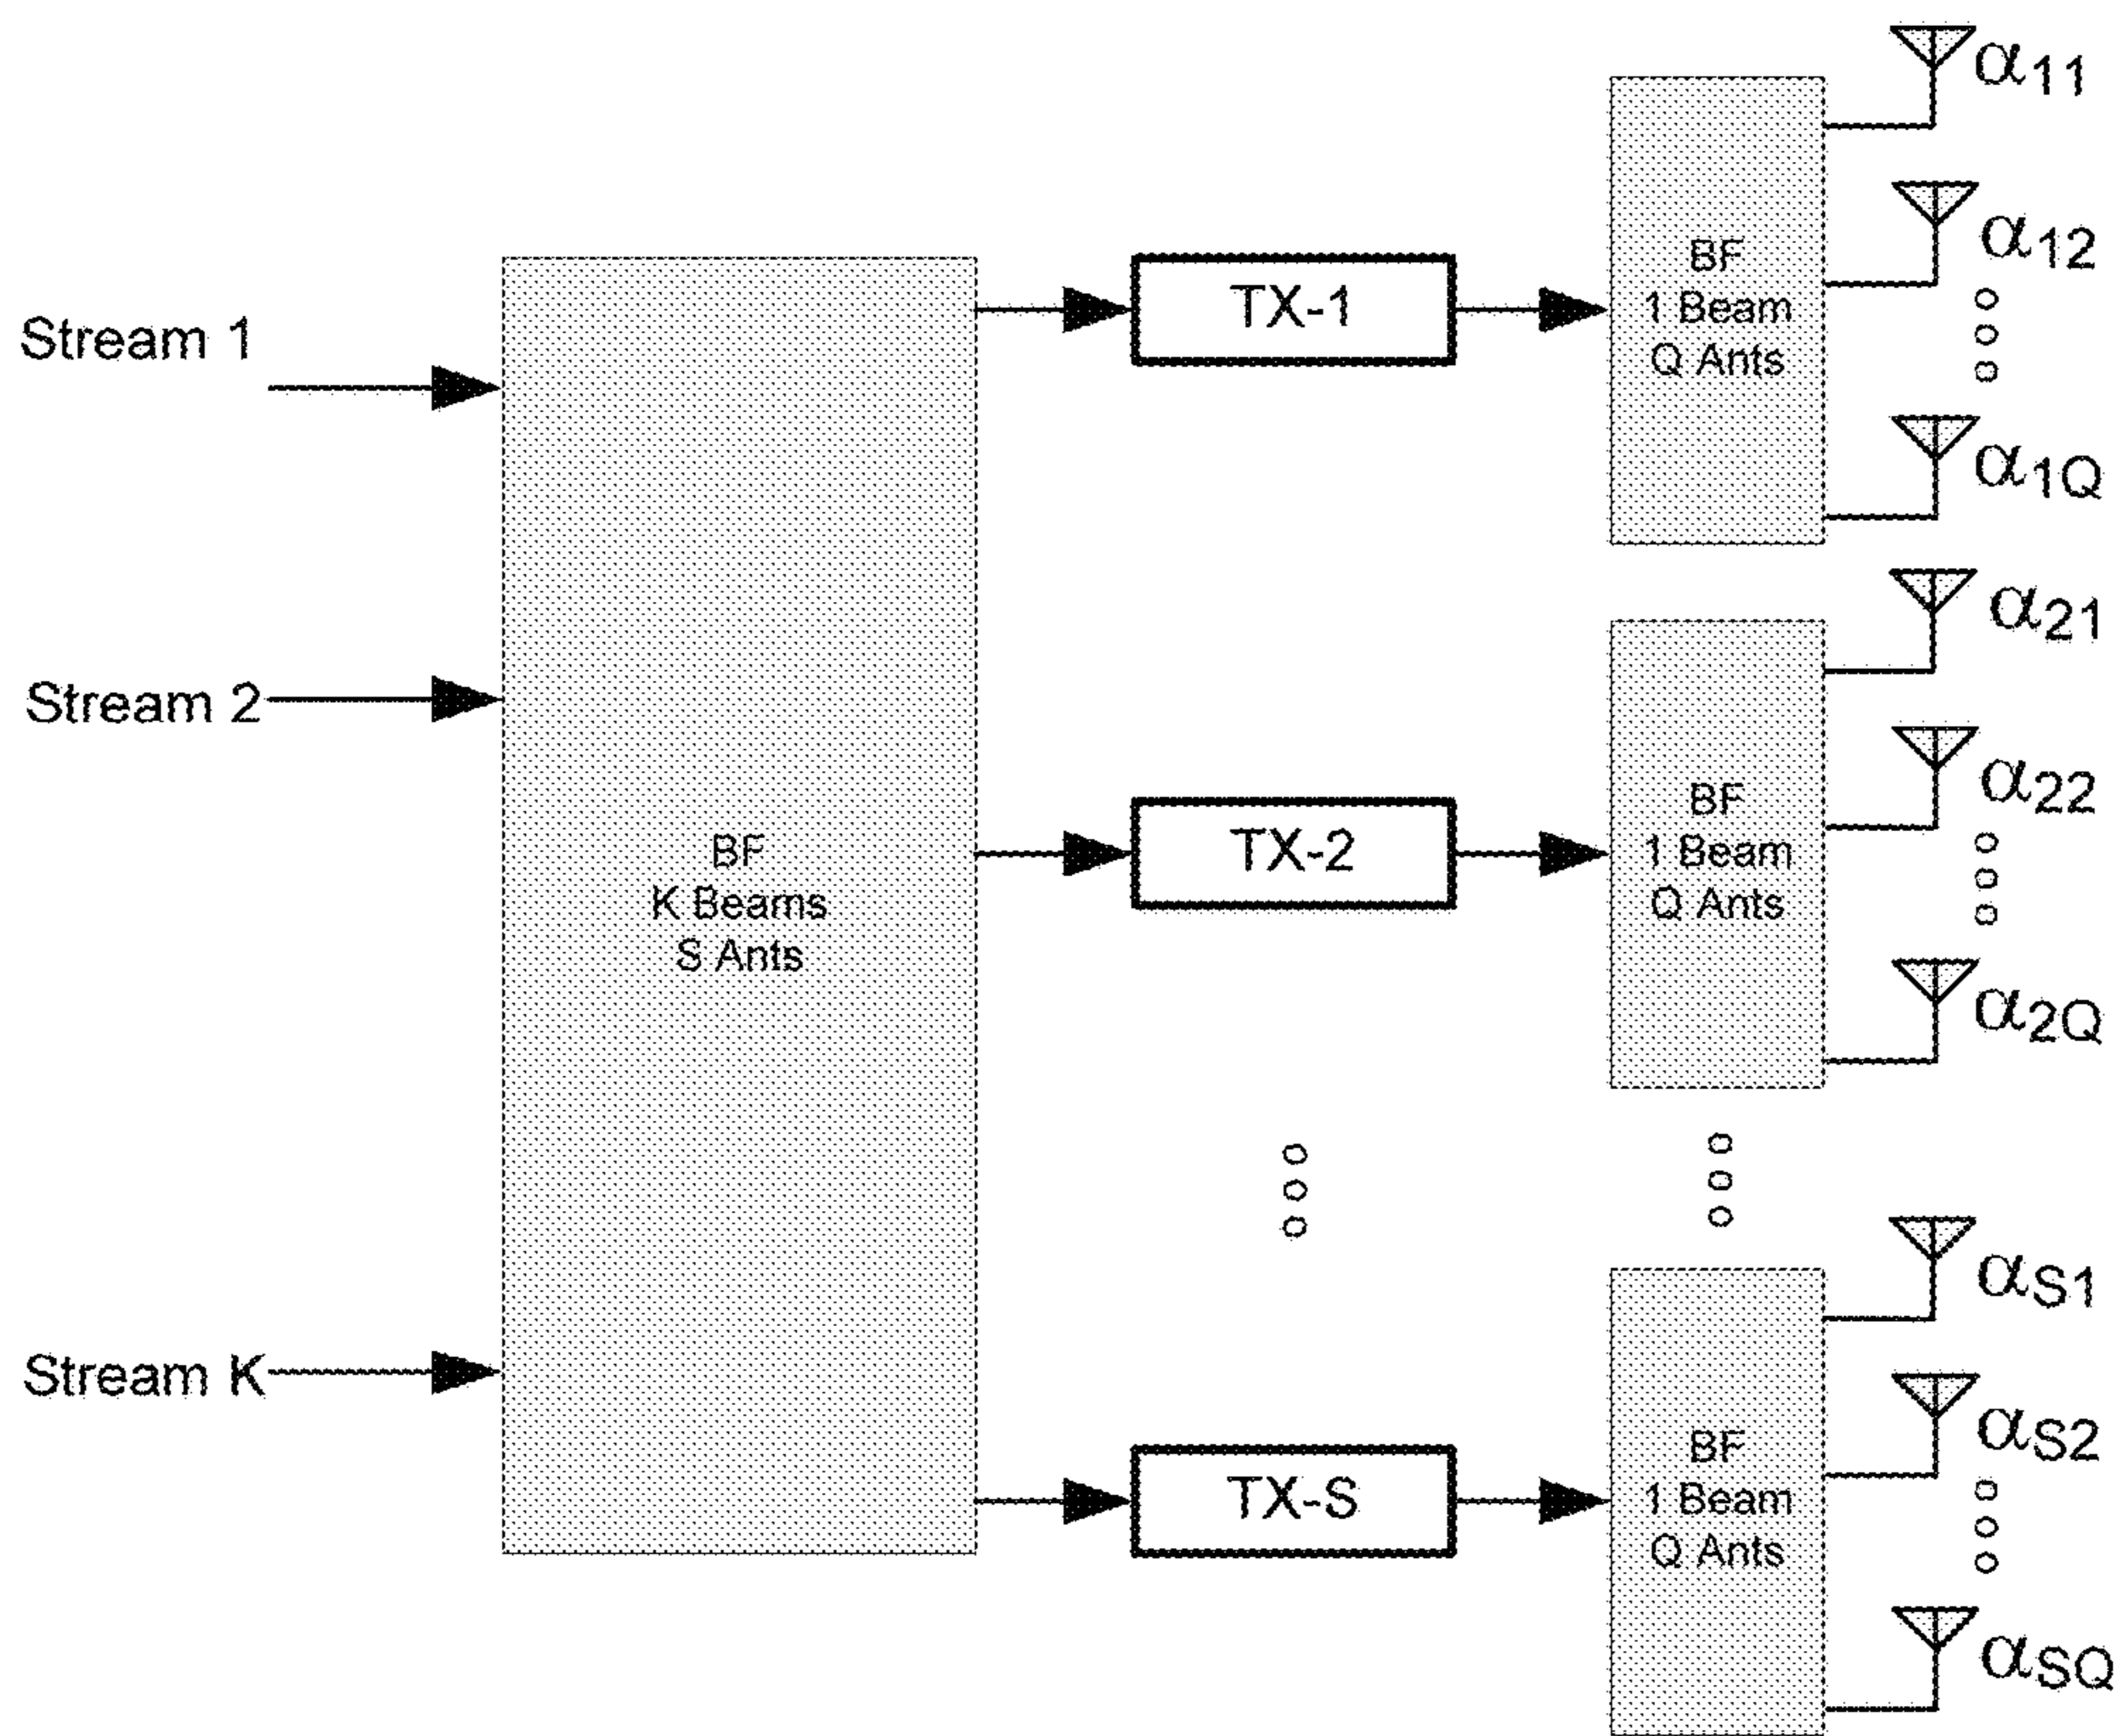 Stream 1
Stream 2
Stream K
BF
K Beams
S Ants
TX-1
TX-2
TX-S
BF
1 Beam
Q Ants
α11
α12
α1Q
BF
1 Beam
Q Ants
α21
α22
α2Q
BF
1 Beam
Q Ants
αS1
αS2
αSQ